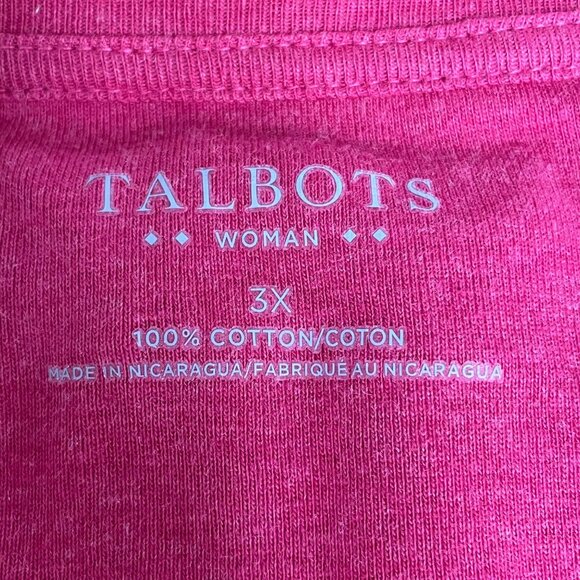 TALBOTS
WOMAN
3X
100% COTTON/COTON
MADE IN NICARAGUA/FABRIQUÉ AU NICARAGUA